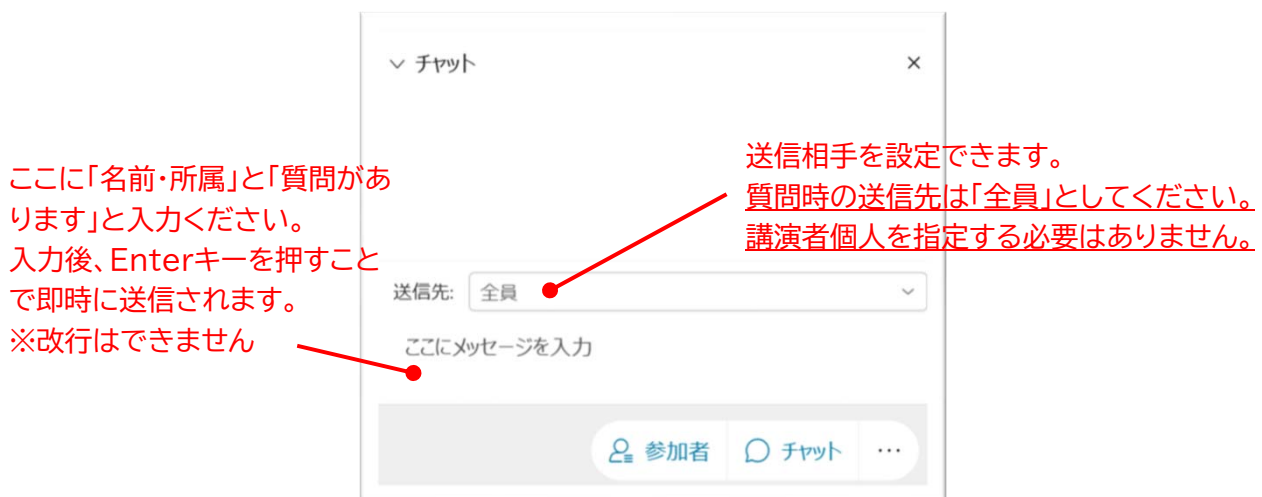 チャット
ここに「名前・所属」と「質問があ
ります」と入力ください。
入力後、Enterキーを押すこと
で即時に送信されます。
※改行はできません
送信相手を設定できます。
質問時の送信先は「全員」としてください。
講演者個人を指定する必要はありません。
送信先: 全員
ここにメッセージを入力
参加者 チャット